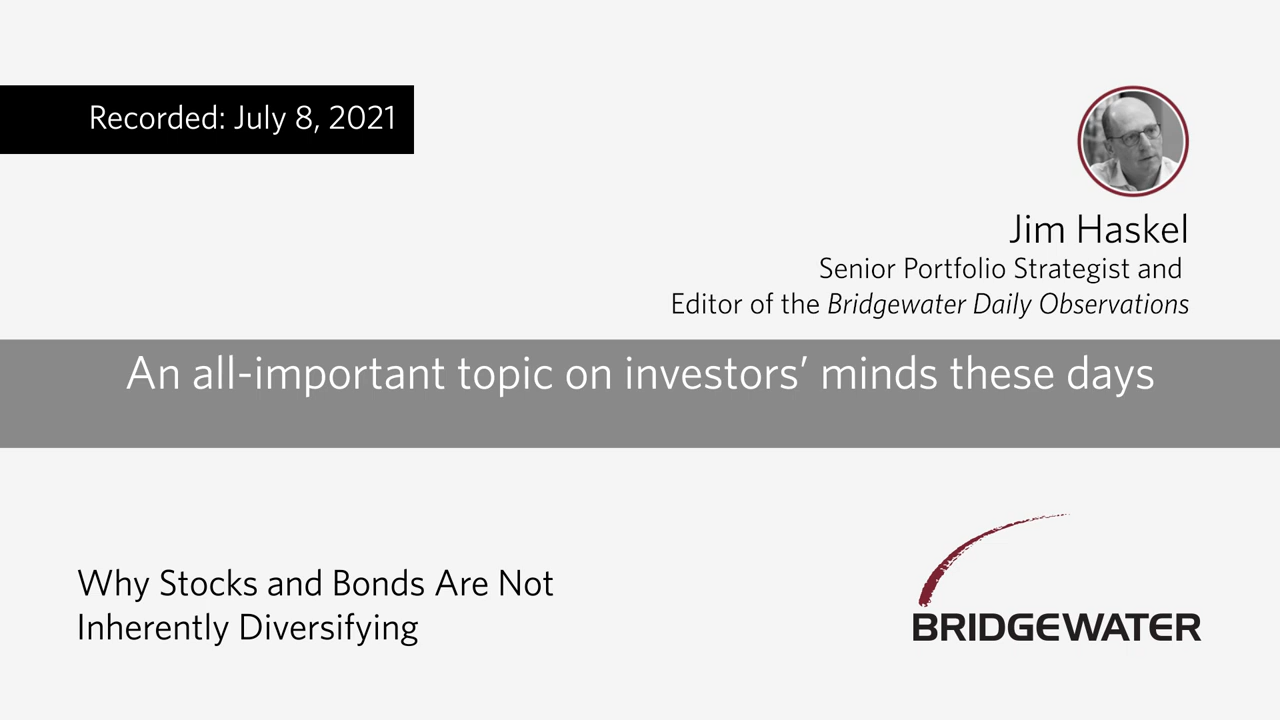 Recorded: July 8, 2021
Jim Haskel
Senior Portfolio Strategist and
Editor of the Bridgewater Daily Observations
An all-important topic on investors’ minds these days
Why Stocks and Bonds Are Not
Inherently Diversifying
BRIDGEWATER